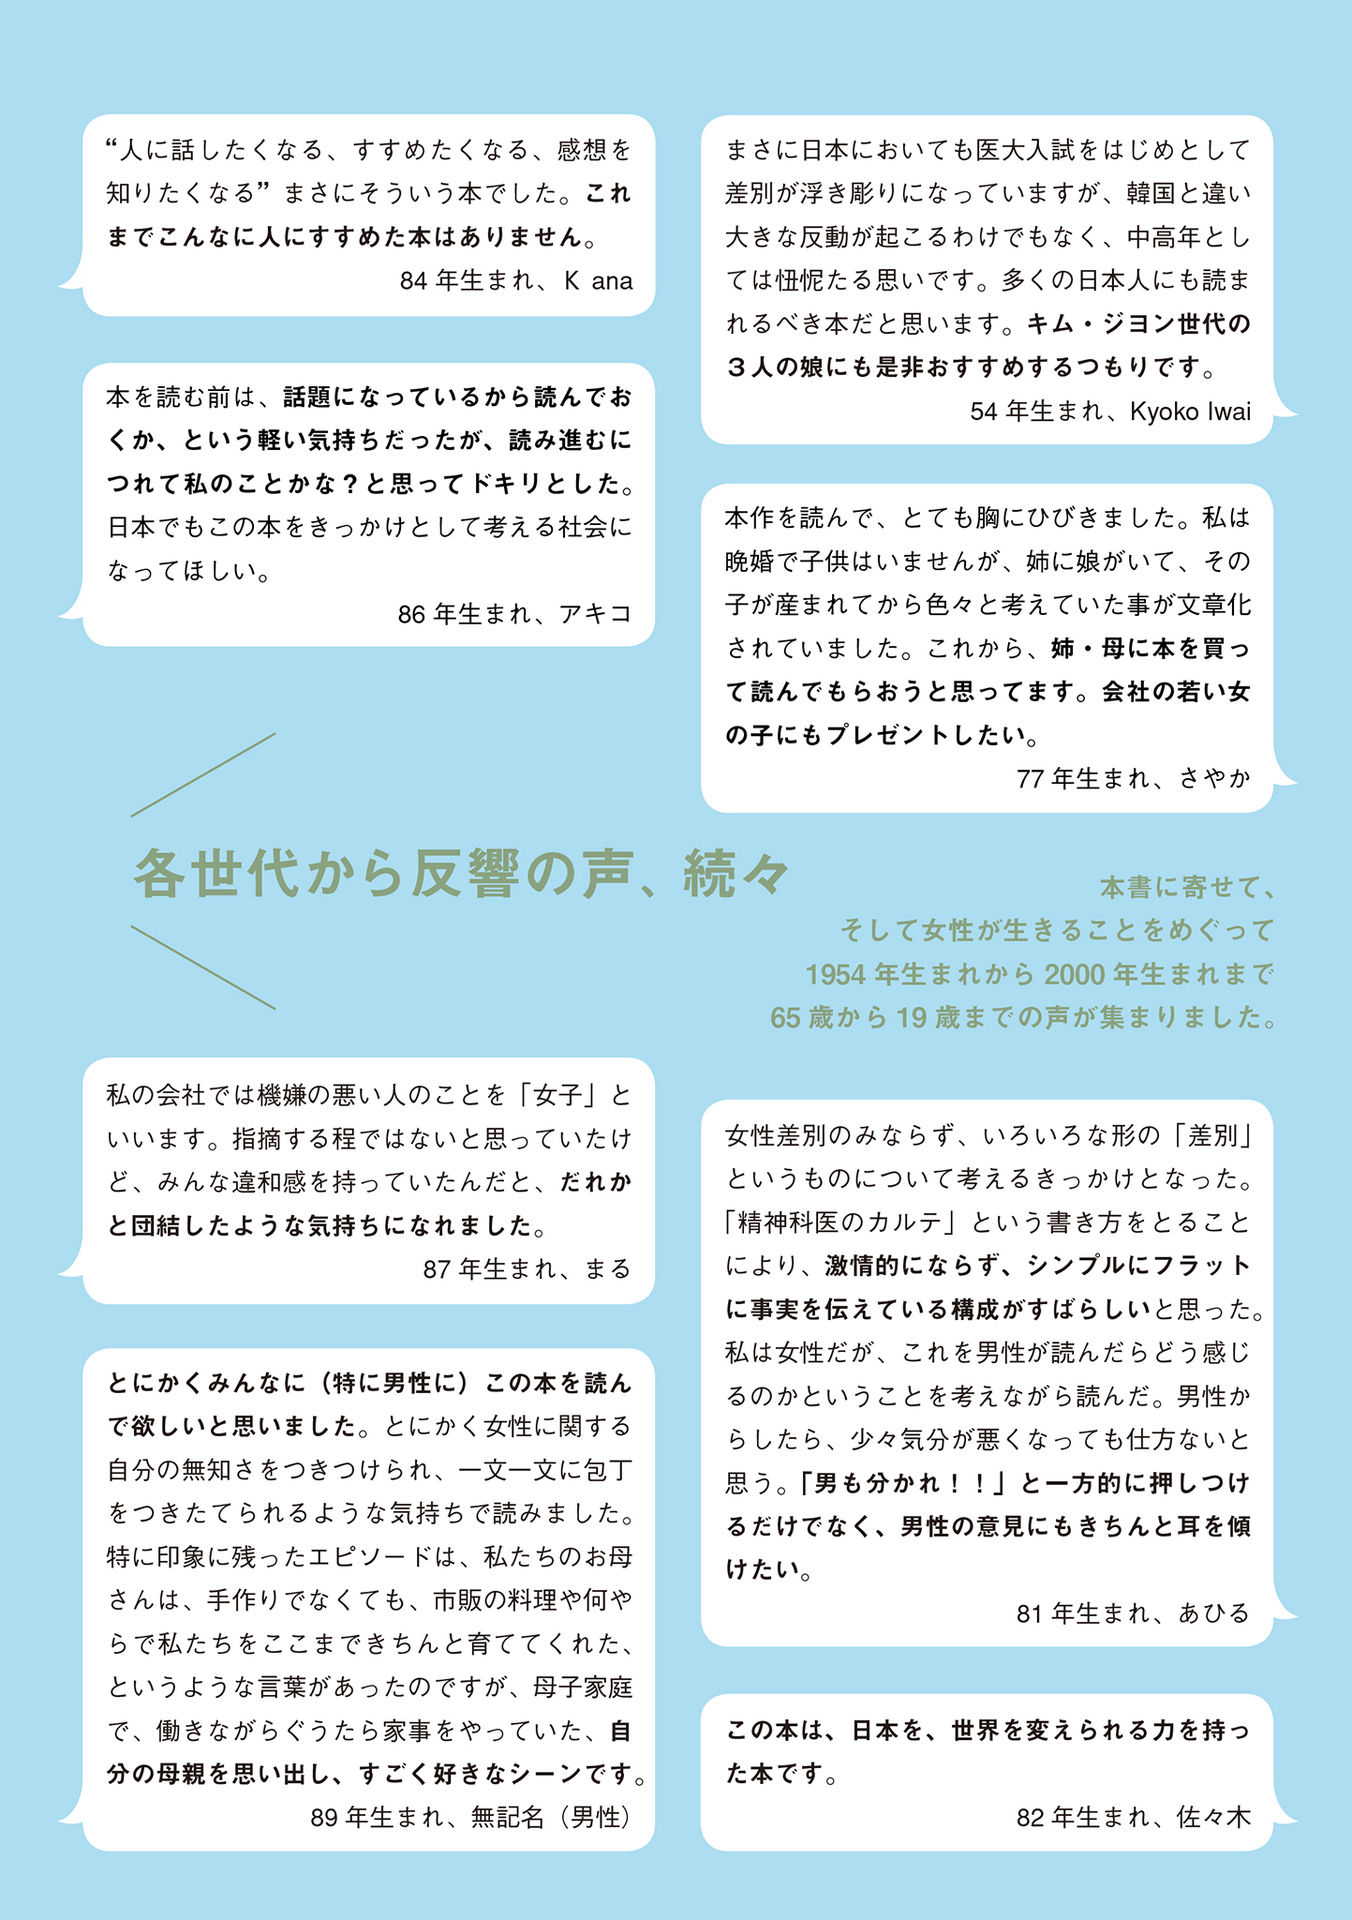 “人に話したくなる、すすめたくなる、感想を
知りたくなる” まさにそういう本でした。これ
までこんなに人にすすめた本はありません。
84 年生まれ、K ana
本を読む前は、話題になっているから読んでお
くか、という軽い気持ちだったが、読み進むに
つれて私のことかな？と思ってドキリとした。
日本でもこの本をきっかけとして考える社会に
なってほしい。
86 年生まれ、アキコ
まさに日本においても医大入試をはじめとして
差別が浮き彫りになっていますが、韓国と違い
大きな反動が起こるわけでもなく、中高年とし
ては忸怩たる思いです。多くの日本人にも読ま
れるべき本だと思います。キム・ジヨン世代の
３人の娘にも是非おすすめするつもりです。
54 年生まれ、Kyoko Iwai
本作を読んで、とても胸にひびきました。私は
晩婚で子供はいませんが、姉に娘がいて、その
子が産まれてから色々と考えていた事が文章化
されていました。これから、姉・母に本を買っ
て読んでもらおうと思ってます。会社の若い女
の子にもプレゼントしたい。
77 年生まれ、さやか
各世代から反響の声、続々
本書に寄せて、
そして女性が生きることをめぐって
1954 年生まれから 2000 年生まれまで
65 歳から 19 歳までの声が集まりました。
私の会社では機嫌の悪い人のことを「女子」と
いいます。指摘する程ではないと思っていたけ
ど、みんな違和感を持っていたんだと、だれか
と団結したような気持ちになれました。
87 年生まれ、まる
とにかくみんなに（特に男性に）この本を読ん
で欲しいと思いました。とにかく女性に関する
自分の無知さをつきつけられ、一文一文に包丁
をつきたてられるような気持ちで読みました。
特に印象に残ったエピソードは、私たちのお母
さんは、手作りでなくても、市販の料理や何や
らで私たちをここまできちんと育ててくれた、
というような言葉があったのですが、母子家庭
で、働きながらぐうたら家事をやっていた、自
分の母親を思い出し、すごく好きなシーンです。
89 年生まれ、無記名（男性）
女性差別のみならず、いろいろな形の「差別」
というものについて考えるきっかけとなった。
「精神科医のカルテ」という書き方をとること
により、激情的にならず、シンプルにフラット
に事実を伝えている構成がすばらしいと思った。
私は女性だが、これを男性が読んだらどう感じ
るのかということを考えながら読んだ。男性か
らしたら、少々気分が悪くなっても仕方ないと
思う。「男も分かれ！！」と一方的に押しつけ
るだけでなく、男性の意見にもきちんと耳を傾
けたい。
81 年生まれ、あひる
この本は、日本を、世界を変えられる力を持っ
た本です。
82 年生まれ、佐々木